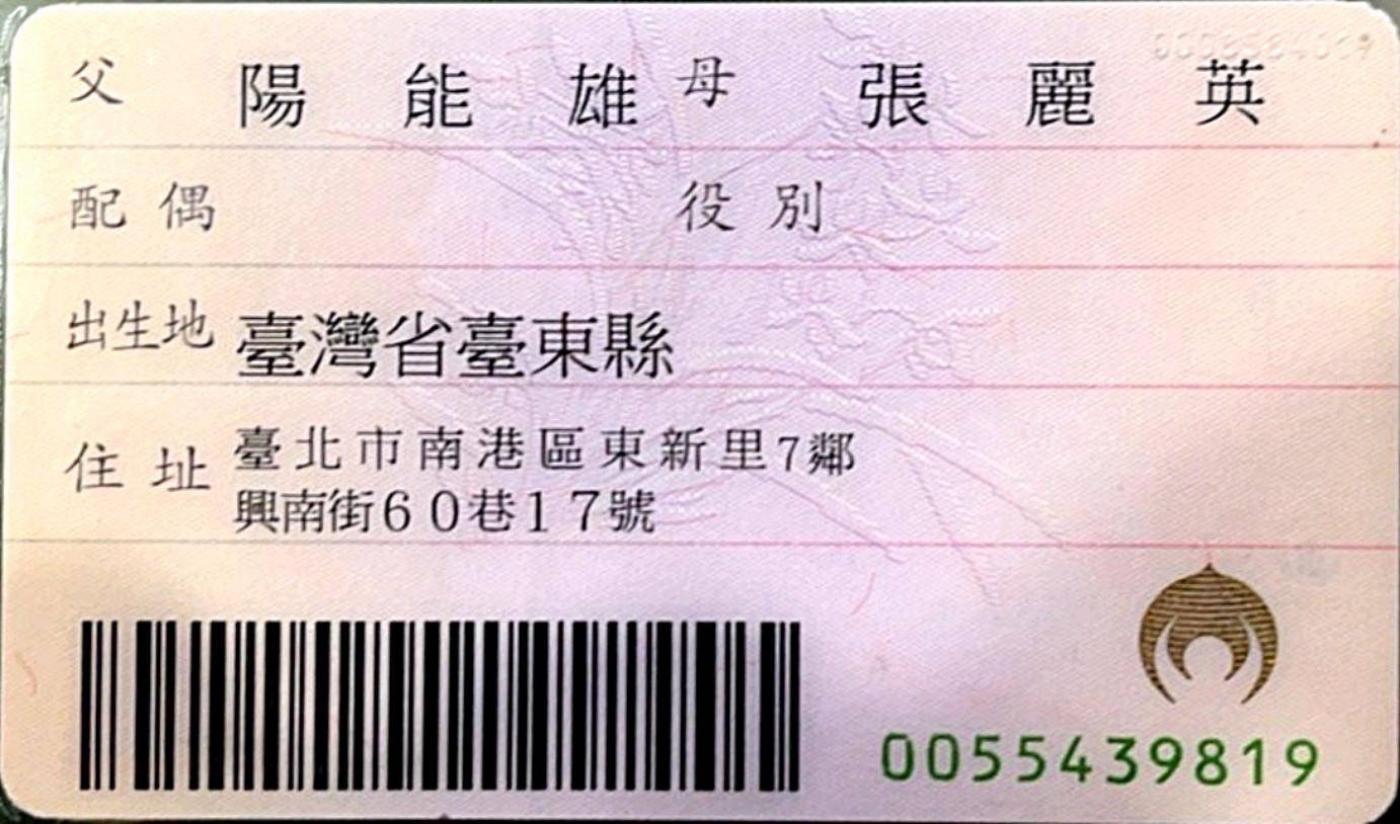 父 陽能雄 母 張麗英
配偶 役別
出生地 臺灣省臺東縣
住址 臺北市南港區東新里7鄰
興南街60巷17號
0055439819